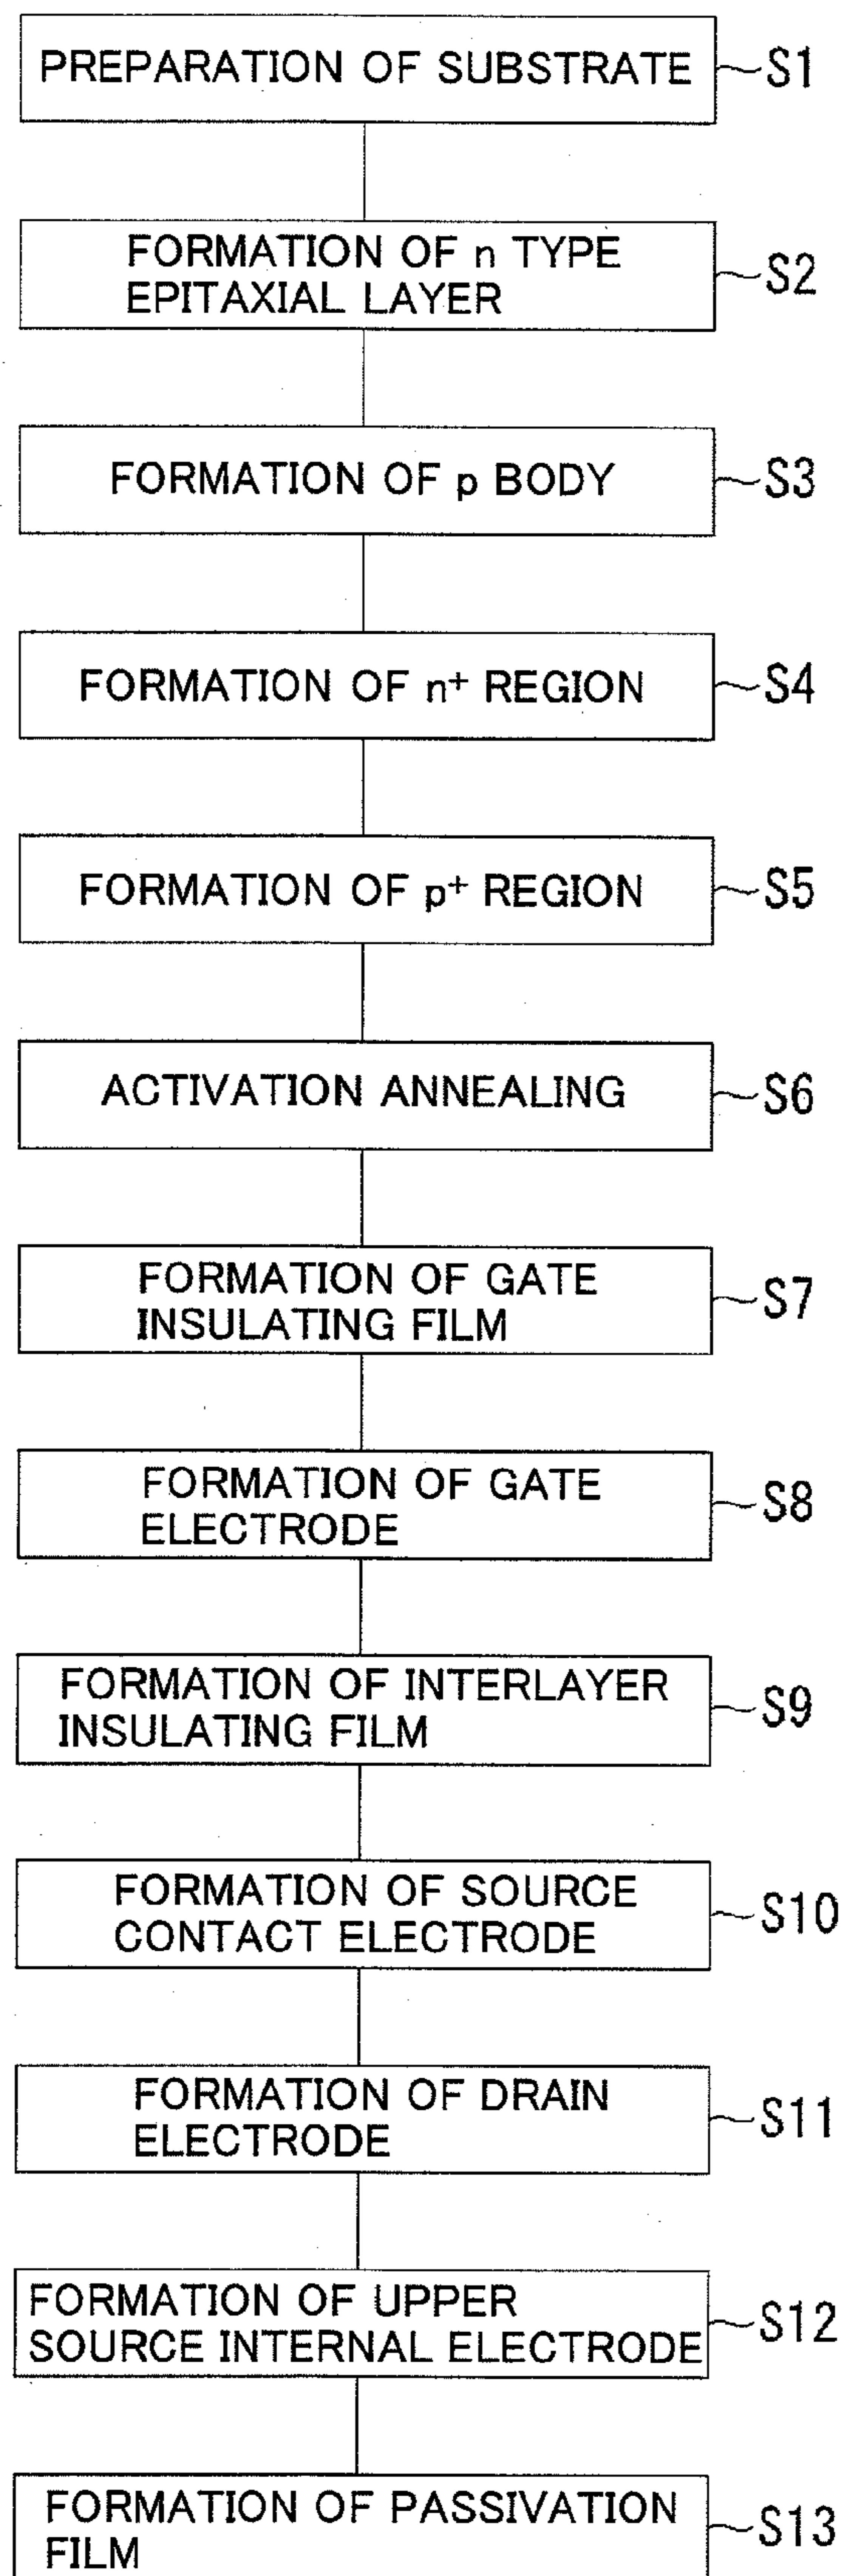 PREPARATION OF SUBSTRATE S1
FORMATION OF n TYPE
EPITAXIAL LAYER
S2
FORMATION OF p BODY S3
FORMATION OF n+ REGION S4
FORMATION OF p+ REGION S5
ACTIVATION ANNEALING S6
FORMATION OF GATE
INSULATING FILM
S7
FORMATION OF GATE
ELECTRODE
S8
FORMATION OF INTERLAYER
INSULATING FILM
S9
FORMATION OF SOURCE
CONTACT ELECTRODE
S10
FORMATION OF DRAIN
ELECTRODE
S11
FORMATION OF UPPER
SOURCE INTERNAL ELECTRODE
S12
FORMATION OF PASSIVATION
FILM
S13